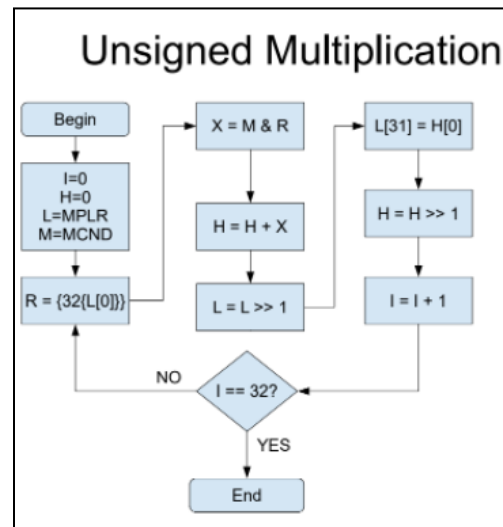 Unsigned Multiplication
Begin
I=0
H=0
L=MPLR
M=MCND
R = {32{L[0]}}
X = M & R
H = H + X
L = L >> 1
L[31] = H[0]
H = H >> 1
I = I + 1
I == 32?
NO
YES
End